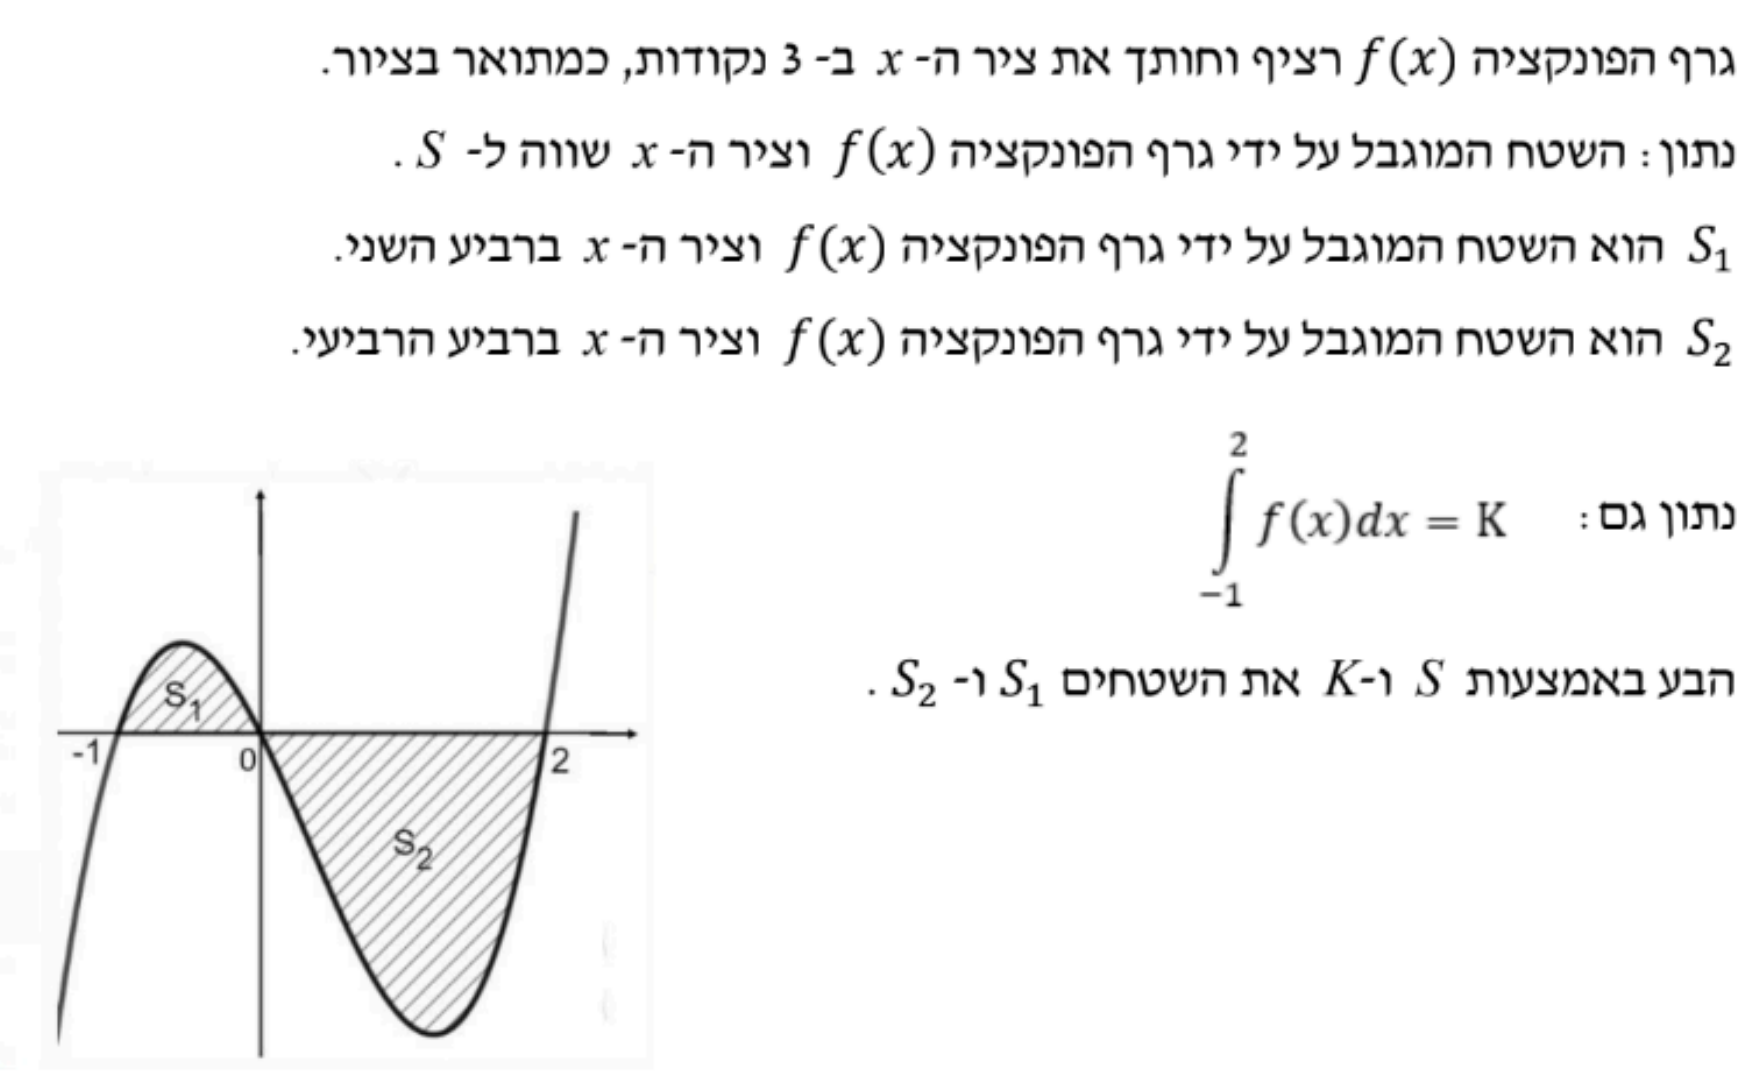 גרף הפונקציה f(x) רציף וחותך את ציר ה- x ב- 3 נקודות, כמתואר בציור.
נתון: השטח המוגבל על ידי גרף הפונקציה f(x) וציר ה- x שווה ל- S .
S₁ הוא השטח המוגבל על ידי גרף הפונקציה f(x) וציר ה- x ברביע השני.
S₂ הוא השטח המוגבל על ידי גרף הפונקציה f(x) וציר ה- x ברביע הרביעי.
נתון גם: ∫₋₁² f(x)dx = K
הבע באמצעות S ו-K את השטחים S₁ ו- S₂ .
S₁
-1 0 2
S₂